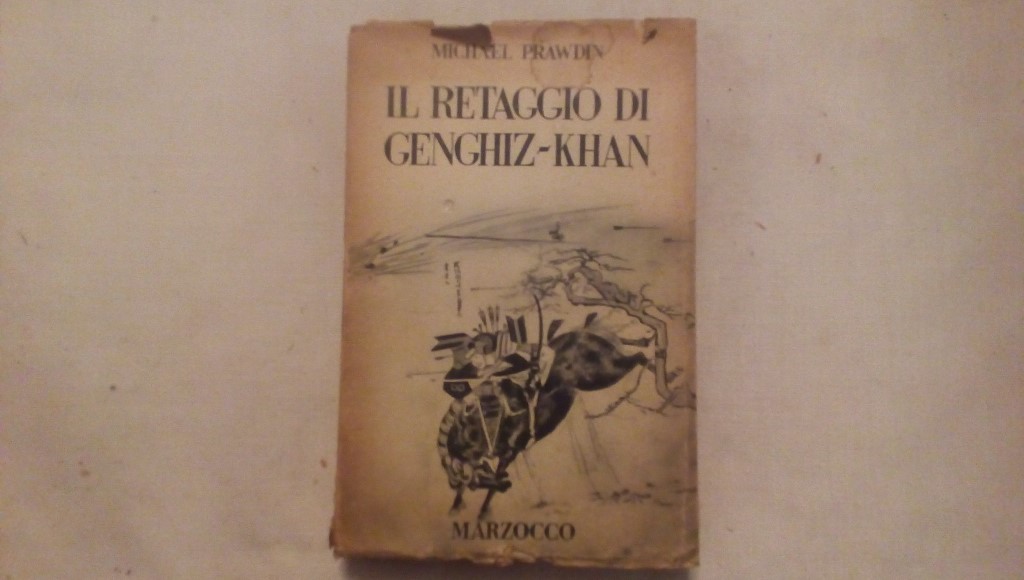 MICHAEL PRAWDIN
IL RETAGGIO DI
GENGHIZ-KHAN
MARZOCCO